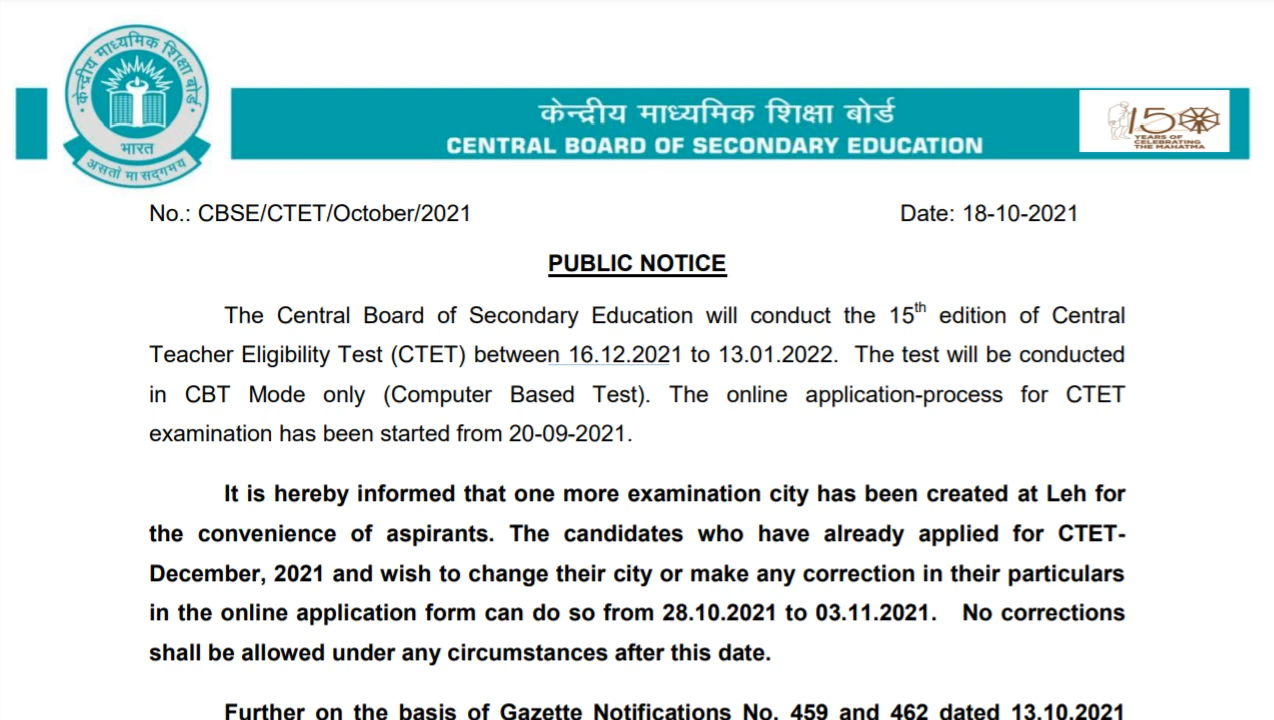 केन्द्रीय माध्यमिक शिक्षा बोर्ड
भारत
असतो मा सद्गमय
केन्द्रीय माध्यमिक शिक्षा बोर्ड
CENTRAL BOARD OF SECONDARY EDUCATION
150
YEARS OF
CELEBRATING
THE MAHATMA
No.: CBSE/CTET/October/2021 Date: 18-10-2021
PUBLIC NOTICE
The Central Board of Secondary Education will conduct the 15th edition of Central
Teacher Eligibility Test (CTET) between 16.12.2021 to 13.01.2022. The test will be conducted
in CBT Mode only (Computer Based Test). The online application-process for CTET
examination has been started from 20-09-2021.
It is hereby informed that one more examination city has been created at Leh for
the convenience of aspirants. The candidates who have already applied for CTET-
December, 2021 and wish to change their city or make any correction in their particulars
in the online application form can do so from 28.10.2021 to 03.11.2021. No corrections
shall be allowed under any circumstances after this date.
Further on the basis of Gazette Notifications No. 459 and 462 dated 13.10.2021